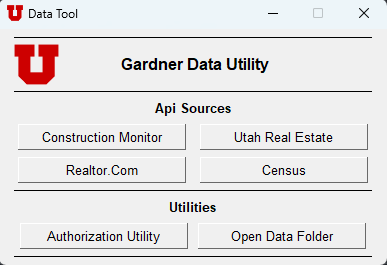 Data Tool
Gardner Data Utility
Api Sources
Construction Monitor Utah Real Estate
Realtor.Com Census
Utilities
Authorization Utility Open Data Folder